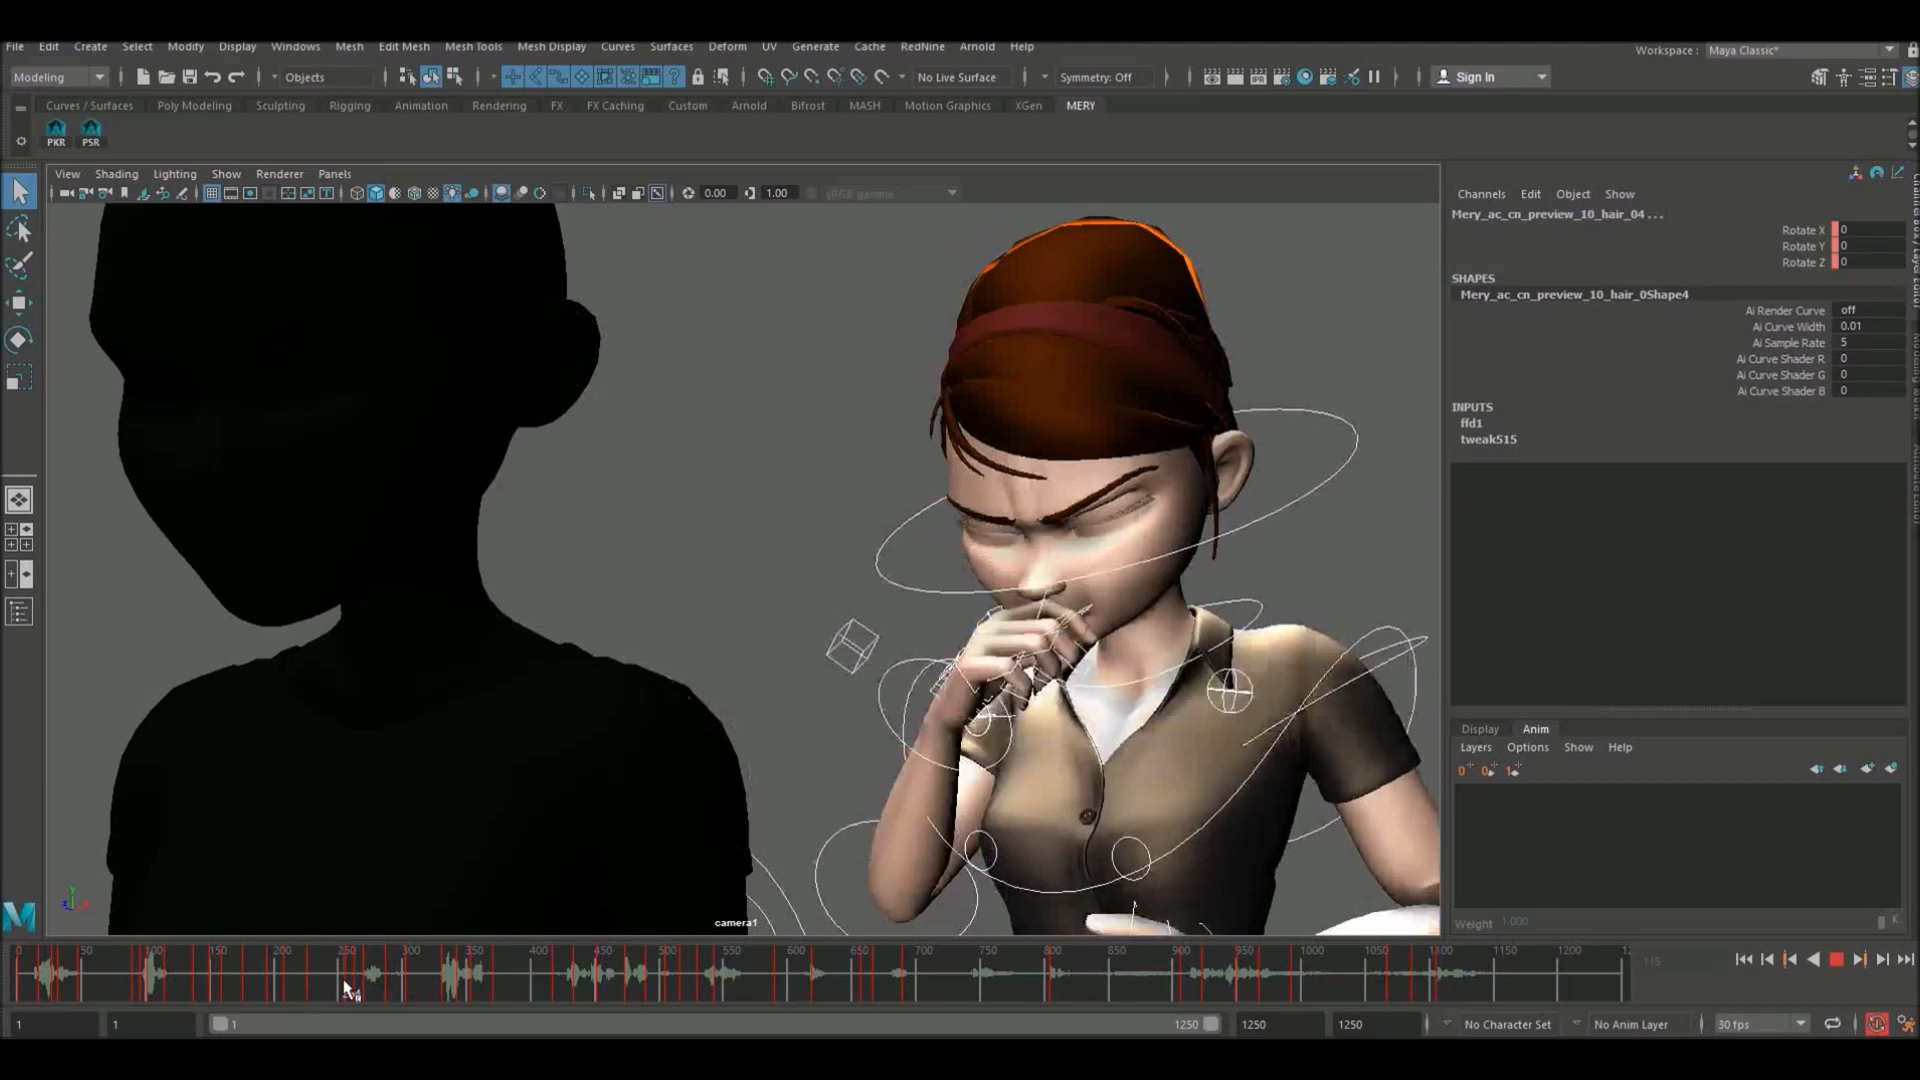 File Edit Create Select Modify Display Windows Mesh Edit Mesh Mesh Tools Mesh Display Curves Surfaces Deform UV Generate Cache RedNine Arnold Help
Workspace : Maya Classic*
Modeling Objects No Live Surface Symmetry: Off Sign In
Curves / Surfaces Poly Modeling Sculpting Rigging Animation Rendering FX FX Caching Custom Arnold Bifrost MASH Motion Graphics XGen MERY
PKR PSR
View Shading Lighting Show Renderer Panels
0.00 1.00 sRGB gamma
Channels Edit Object Show
Mery_ac_cn_preview_10_hair_04 ...
Rotate X 0
Rotate Y 0
Rotate Z 0
SHAPES
Mery_ac_cn_preview_10_hair_0Shape4
Ai Render Curve off
Ai Curve Width 0.01
Ai Sample Rate 5
Ai Curve Shader R 0
Ai Curve Shader G 0
Ai Curve Shader B 0
INPUTS
ffd1
tweak515
Display Anim
Layers Options Show Help
Weight 1.000
camera1
0 50 100 150 200 250 300 350 400 450 500 550 600 650 700 750 800 850 900 950 1000 1050 1100 1150 1200
115
1 1 1 1250 1250 1250 No Character Set No Anim Layer 30 fps